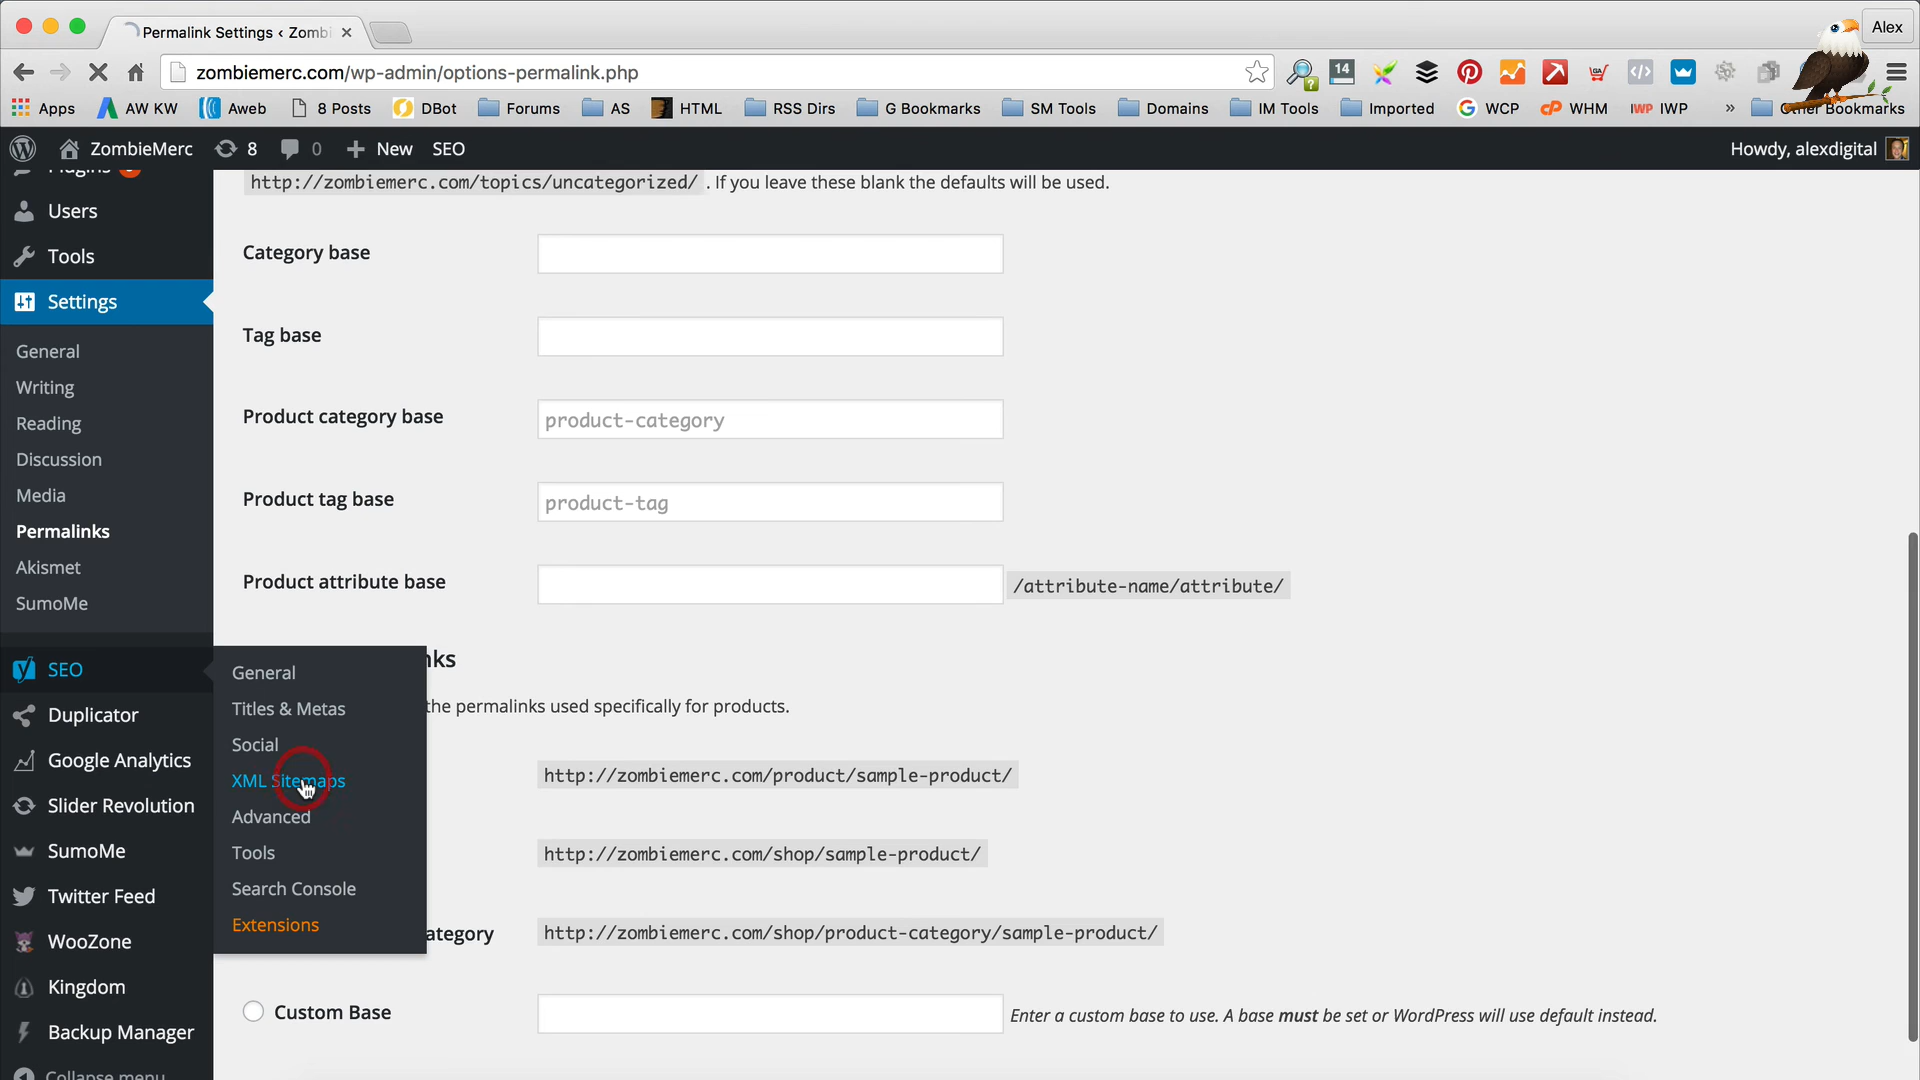 Permalink Settings ‹ Zombi
Alex
zombiemerc.com/wp-admin/options-permalink.php
14
Apps AW KW Aweb 8 Posts DBot Forums AS HTML RSS Dirs G Bookmarks SM Tools Domains IM Tools Imported WCP WHM IWP IWP » Other Bookmarks
ZombieMerc 8 0 New SEO Howdy, alexdigital
Plugins
Users
Tools
Settings
General
Writing
Reading
Discussion
Media
Permalinks
Akismet
SumoMe
SEO
Duplicator
Google Analytics
Slider Revolution
SumoMe
Twitter Feed
WooZone
Kingdom
Backup Manager
Collapse menu
General
Titles & Metas
Social
XML Sitemaps
Advanced
Tools
Search Console
Extensions
http://zombiemerc.com/topics/uncategorized/ . If you leave these blank the defaults will be used.
Category base
Tag base
Product category base product-category
Product tag base product-tag
Product attribute base /attribute-name/attribute/
nks
the permalinks used specifically for products.
http://zombiemerc.com/product/sample-product/
http://zombiemerc.com/shop/sample-product/
ategory http://zombiemerc.com/shop/product-category/sample-product/
Custom Base Enter a custom base to use. A base must be set or WordPress will use default instead.